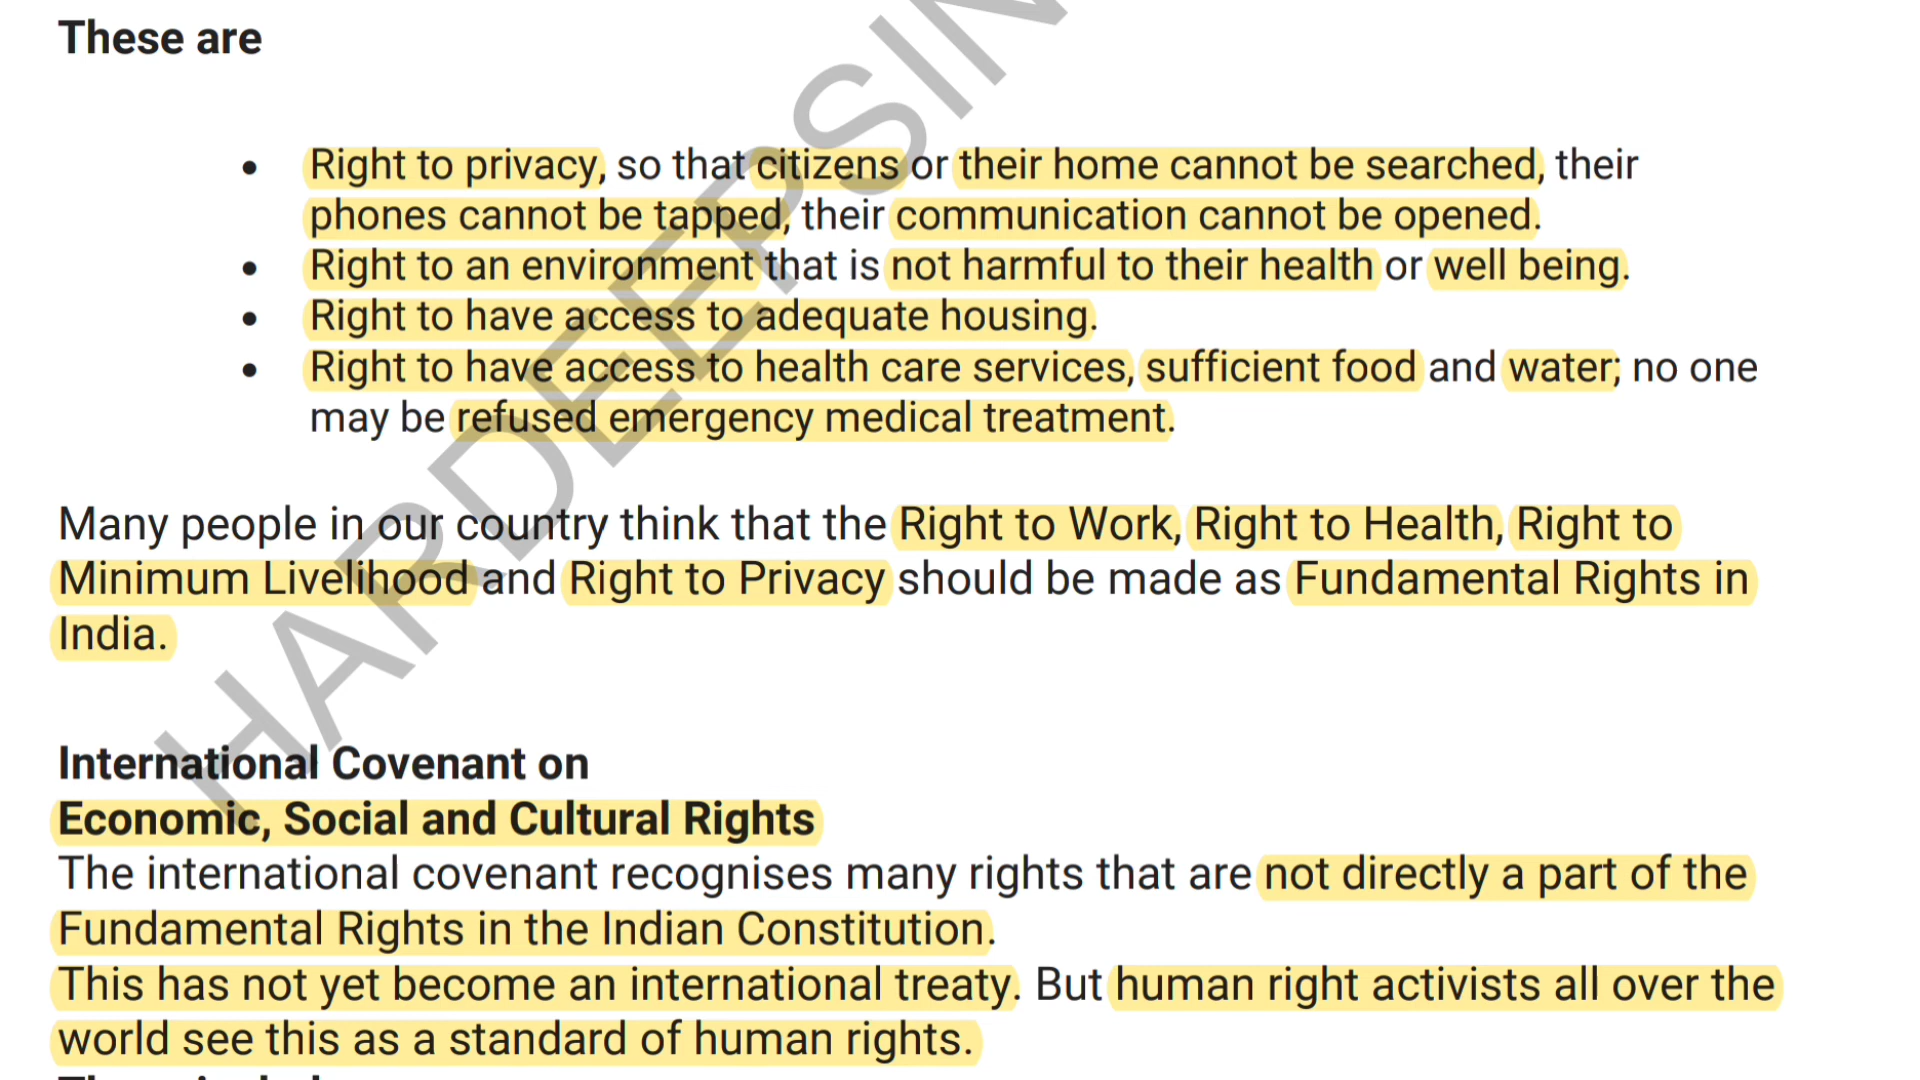 These are
• Right to privacy, so that citizens or their home cannot be searched, their
phones cannot be tapped, their communication cannot be opened.
• Right to an environment that is not harmful to their health or well being.
• Right to have access to adequate housing.
• Right to have access to health care services, sufficient food and water; no one
may be refused emergency medical treatment.
Many people in our country think that the Right to Work, Right to Health, Right to
Minimum Livelihood and Right to Privacy should be made as Fundamental Rights in
India.
International Covenant on
Economic, Social and Cultural Rights
The international covenant recognises many rights that are not directly a part of the
Fundamental Rights in the Indian Constitution.
This has not yet become an international treaty. But human right activists all over the
world see this as a standard of human rights.
HARDEEPSIN